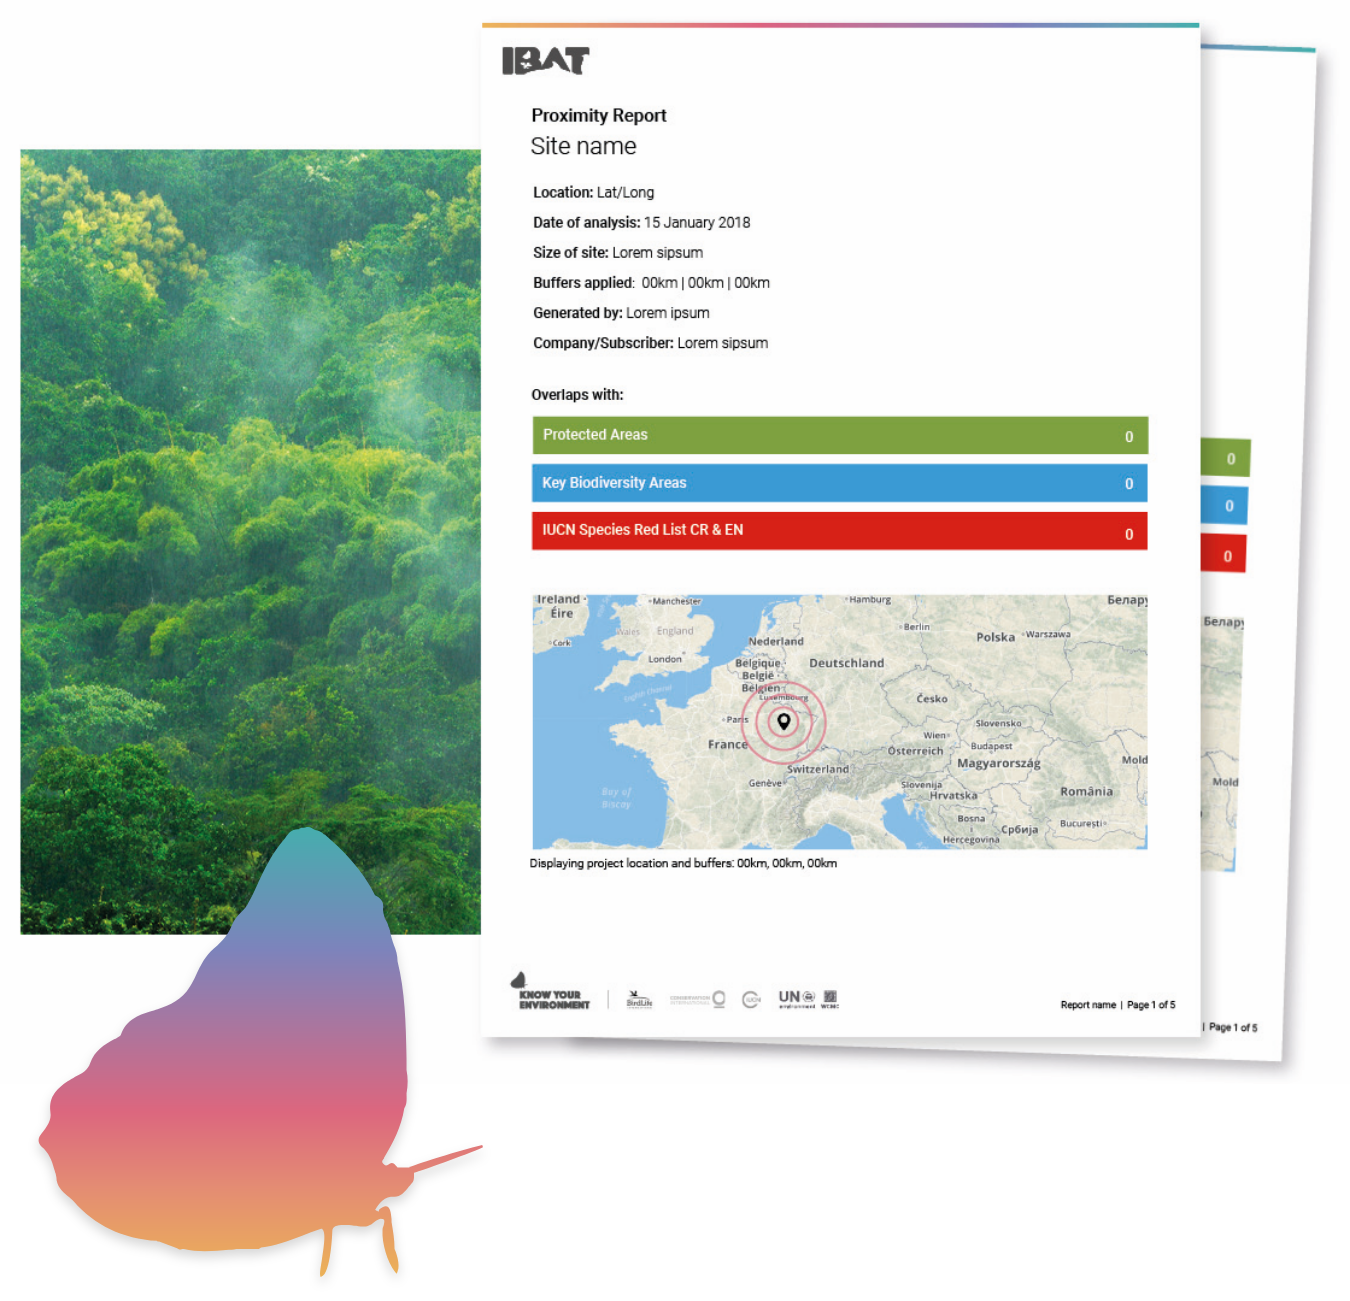 IBAT
Proximity Report
Site name
Location: Lat/Long
Date of analysis: 15 January 2018
Size of site: Lorem sipsum
Buffers applied:  00km | 00km | 00km
Generated by: Lorem ipsum
Company/Subscriber: Lorem sipsum
Overlaps with:
Protected Areas 0
Key Biodiversity Areas 0
IUCN Species Red List CR & EN 0
0
0
0
Ireland
Éire
Cork
Manchester
Wales
England
London
English Channel
Hamburg
Berlin
Nederland
Polska
Warszawa
Белару
België
Belgique
Belgien
Deutschland
Luxembourg
Paris
France
Česko
Slovensko
Wien
Budapest
Österreich
Magyarország
Switzerland
Genève
Slovenija
Hrvatska
Bay of
Biscay
Bosna
i
Hercegovina
Србија
România
București
Mold
Белару
Mold
Displaying project location and buffers: 00km, 00km, 00km
KNOW YOUR
ENVIRONMENT
BirdLife
CONSERVATION
INTERNATIONAL
IUCN
UN
environment
WCMC
Report name | Page 1 of 5
| Page 1 of 5